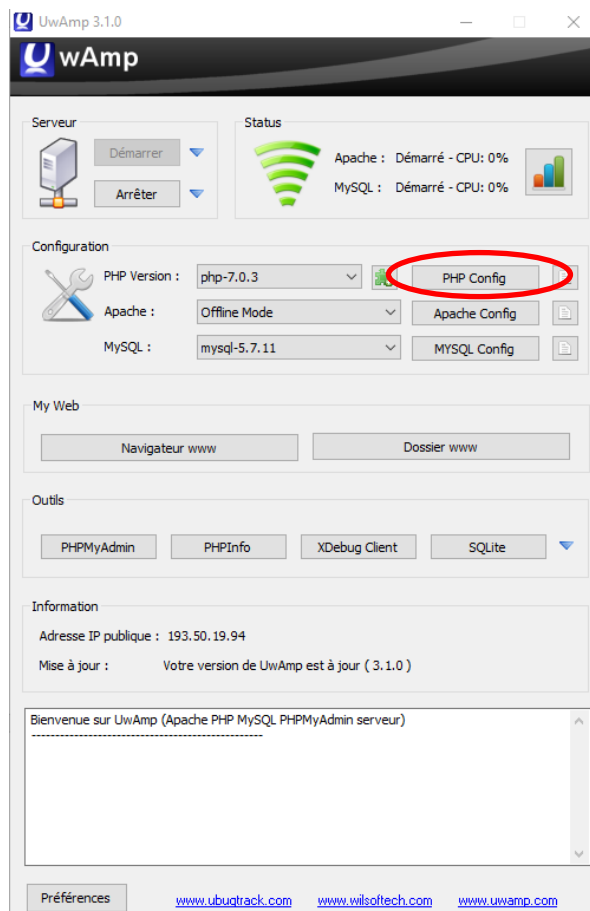 UwAmp 3.1.0
wAmp
Serveur
Status
Démarrer
Arrêter
Apache : Démarré - CPU: 0%
MySQL : Démarré - CPU: 0%
Configuration
PHP Version : php-7.0.3 PHP Config
Apache : Offline Mode Apache Config
MySQL : mysql-5.7.11 MYSQL Config
My Web
Navigateur www Dossier www
Outils
PHPMyAdmin PHPInfo XDebug Client SQLite
Information
Adresse IP publique : 193.50.19.94
Mise à jour : Votre version de UwAmp est à jour ( 3.1.0 )
Bienvenue sur UwAmp (Apache PHP MySQL PHPMyAdmin serveur)
-------------------------------------------------
Préférences www.ubugtrack.com www.wilsoftech.com www.uwamp.com